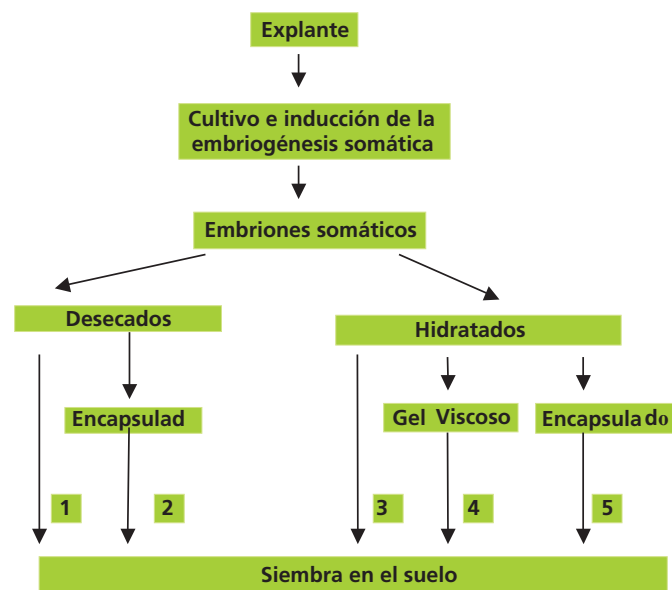 Explante
Cultivo e inducción de la
embriogénesis somática
Embriones somáticos
Desecados
Hidratados
Encapsulad
Gel Viscoso
Encapsulado
1
2
3
4
5
Siembra en el suelo